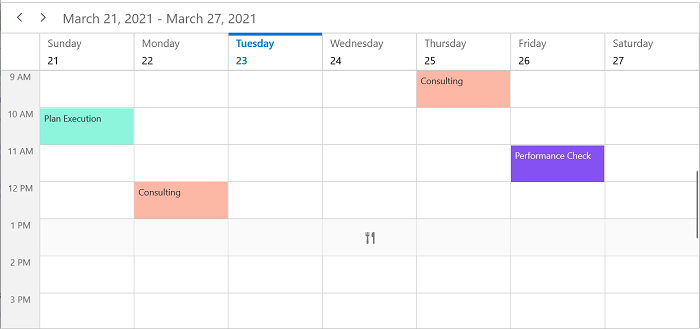 March 21, 2021 - March 27, 2021
Sunday Monday Tuesday Wednesday Thursday Friday Saturday
21 22 23 24 25 26 27
9 AM Consulting
10 AM Plan Execution
11 AM Performance Check
12 PM Consulting
1 PM
2 PM
3 PM